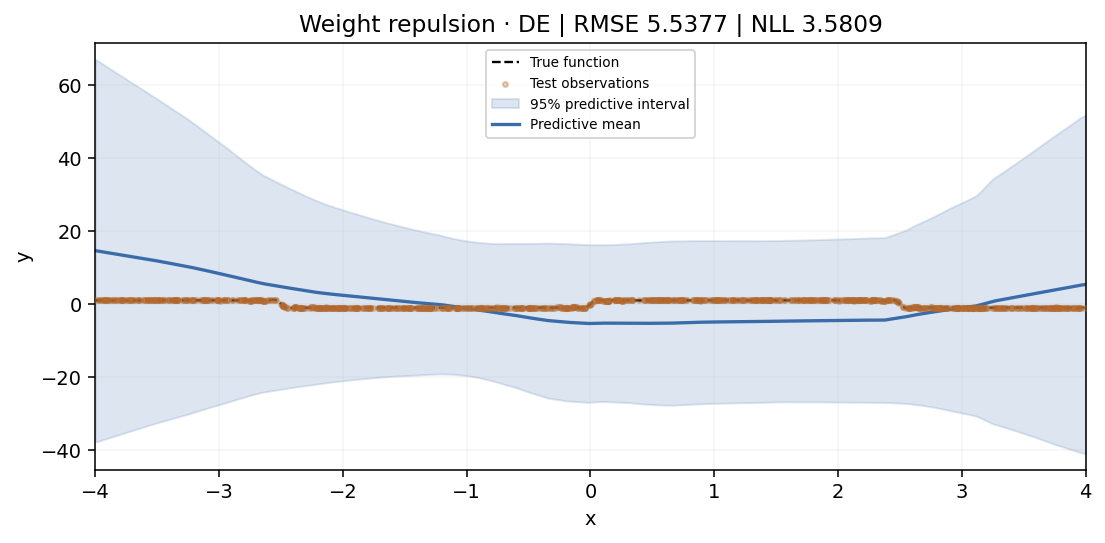 Weight repulsion · DE | RMSE 5.5377 | NLL 3.5809
True function
Test observations
95% predictive interval
Predictive mean
y
60
40
20
0
−20
−40
−4 −3 −2 −1 0 1 2 3 4
x